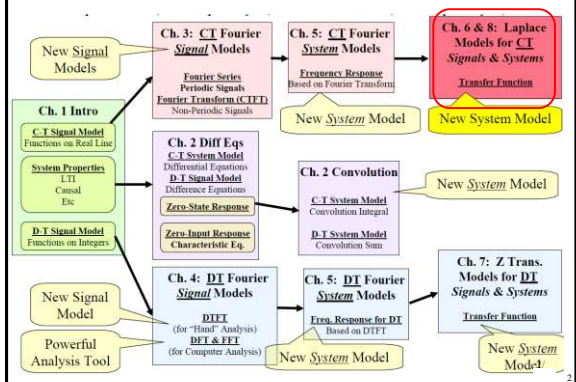 New Signal
Models
Ch. 3: CT Fourier
Signal Models
Fourier Series
Periodic Signals
Fourier Transform (CTFT)
Non-Periodic Signals
Ch. 5: CT Fourier
System Models
Frequency Response
Based on Fourier Transform
New System Model
Ch. 6 & 8: Laplace
Models for CT
Signals & Systems
Transfer Function
New System Model
Ch. 1 Intro
C-T Signal Model
Functions on Real Line
System Properties
LTI
Causal
Etc
D-T Signal Model
Functions on Integers
Ch. 2 Diff Eqs
C-T System Model
Differential Equations
D-T Signal Model
Difference Equations
Zero-State Response
Zero-Input Response
Characteristic Eq.
Ch. 2 Convolution
C-T System Model
Convolution Integral
D-T System Model
Convolution Sum
New System Model
New Signal
Model
Powerful
Analysis Tool
Ch. 4: DT Fourier
Signal Models
DTFT
(for "Hand" Analysis)
DFT & FFT
(for Computer Analysis)
Ch. 5: DT Fourier
System Models
Freq. Response for DT
Based on DTFT
New System Model
Ch. 7: Z Trans.
Models for DT
Signals & Systems
Transfer Function
New System Model
2